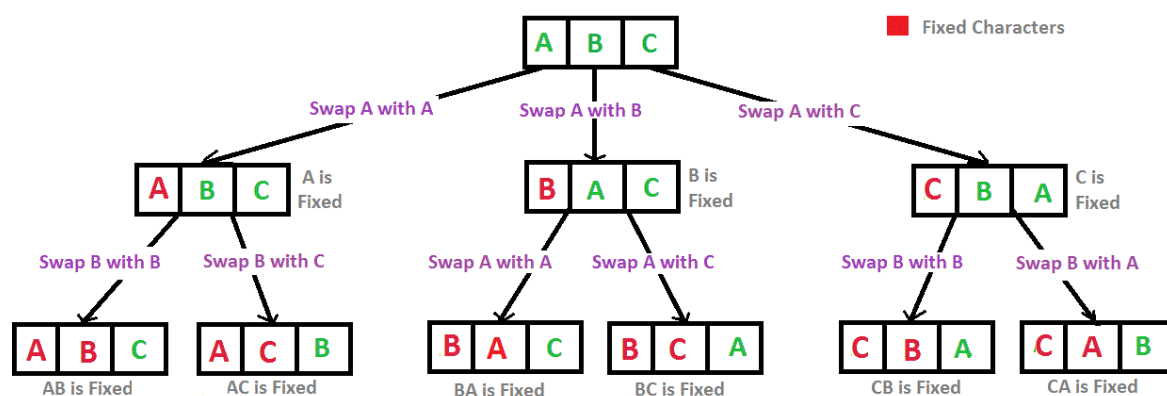 A B C
Fixed Characters
Swap A with A
Swap A with B
Swap A with C
A B C
A is
Fixed
B A C
B is
Fixed
C B A
C is
Fixed
Swap B with B
Swap B with C
Swap A with A
Swap A with C
Swap B with B
Swap B with A
A B C
A C B
B A C
B C A
C B A
C A B
AB is Fixed
AC is Fixed
BA is Fixed
BC is Fixed
CB is Fixed
CA is Fixed